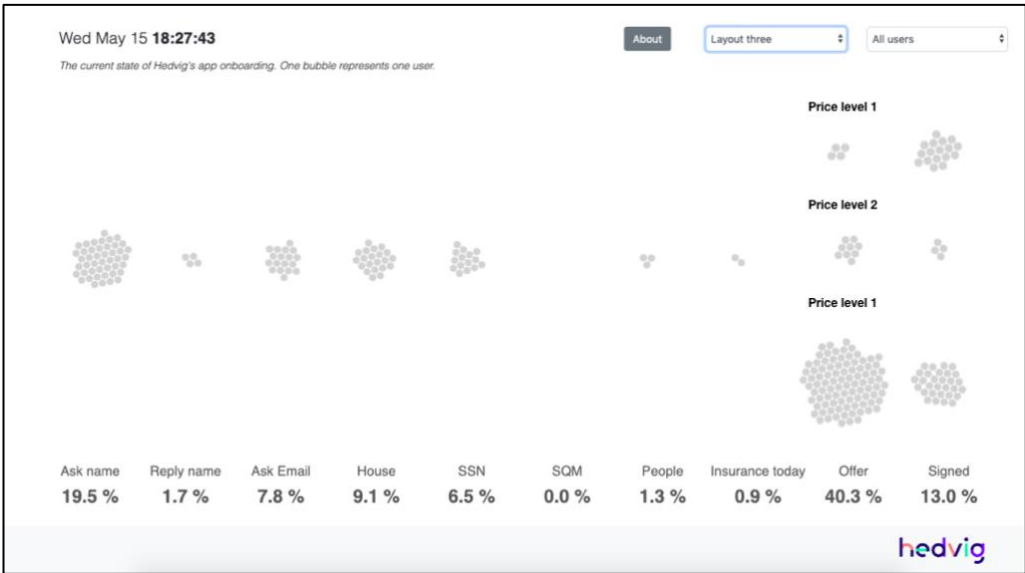 Wed May 15 18:27:43
About
Layout three
All users
The current state of Hedvig's app onboarding. One bubble represents one user.
Price level 1
Price level 2
Price level 1
Ask name Reply name Ask Email House SSN SQM People Insurance today Offer Signed
19.5 % 1.7 % 7.8 % 9.1 % 6.5 % 0.0 % 1.3 % 0.9 % 40.3 % 13.0 %
hedvig